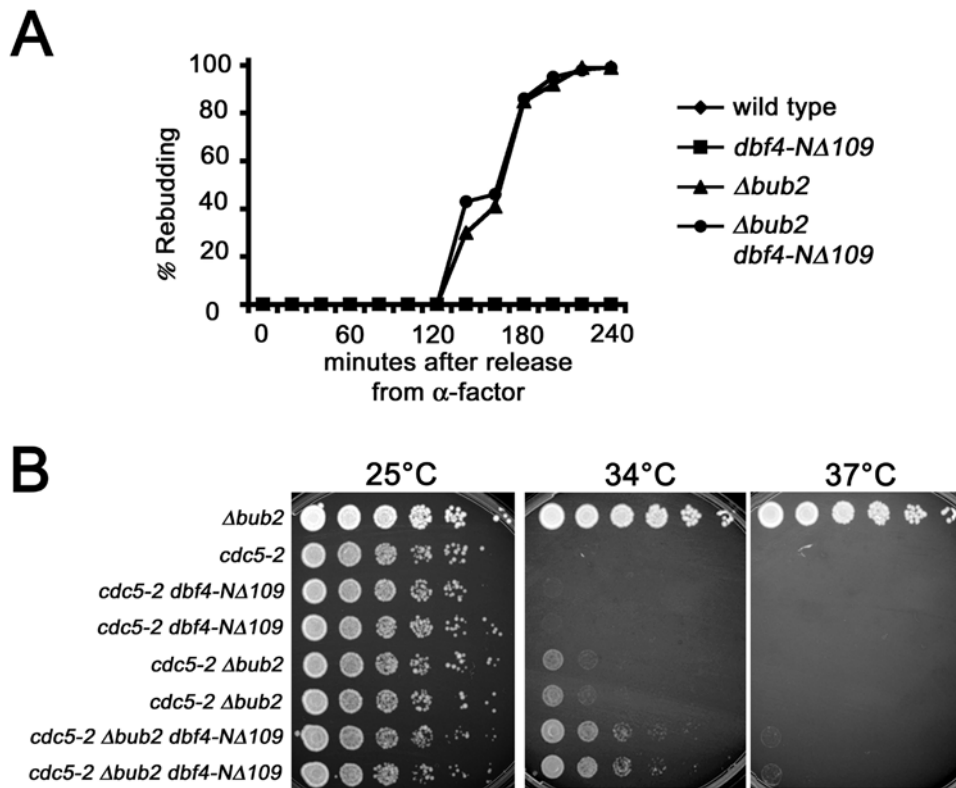 A
% Rebudding
100
80
60
40
20
0
0 60 120 180 240
minutes after release
from α-factor
wild type
dbf4-NΔ109
Δbub2
Δbub2
dbf4-NΔ109
B
25°C 34°C 37°C
Δbub2
cdc5-2
cdc5-2 dbf4-NΔ109
cdc5-2 dbf4-NΔ109
cdc5-2 Δbub2
cdc5-2 Δbub2
cdc5-2 Δbub2 dbf4-NΔ109
cdc5-2 Δbub2 dbf4-NΔ109